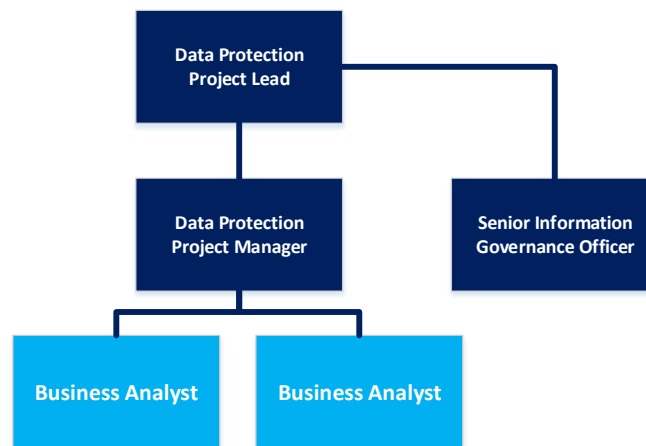 Data Protection
Project Lead
Data Protection
Project Manager
Senior Information
Governance Officer
Business Analyst
Business Analyst